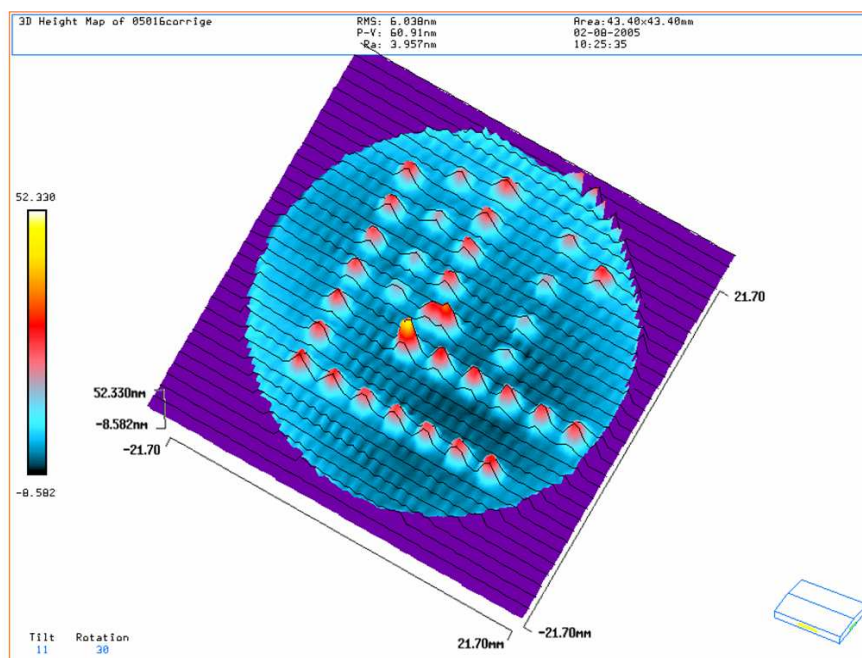 3D Height Map of 05016corrige
RMS: 6.038nm
P-V: 60.91nm
Ra: 3.957nm
Area:43.40x43.40mm
02-08-2005
10:25:35
52.330
-8.582
52.330nm
-8.582nm
-21.70
21.70
21.70mm
-21.70mm
Tilt Rotation
11 30